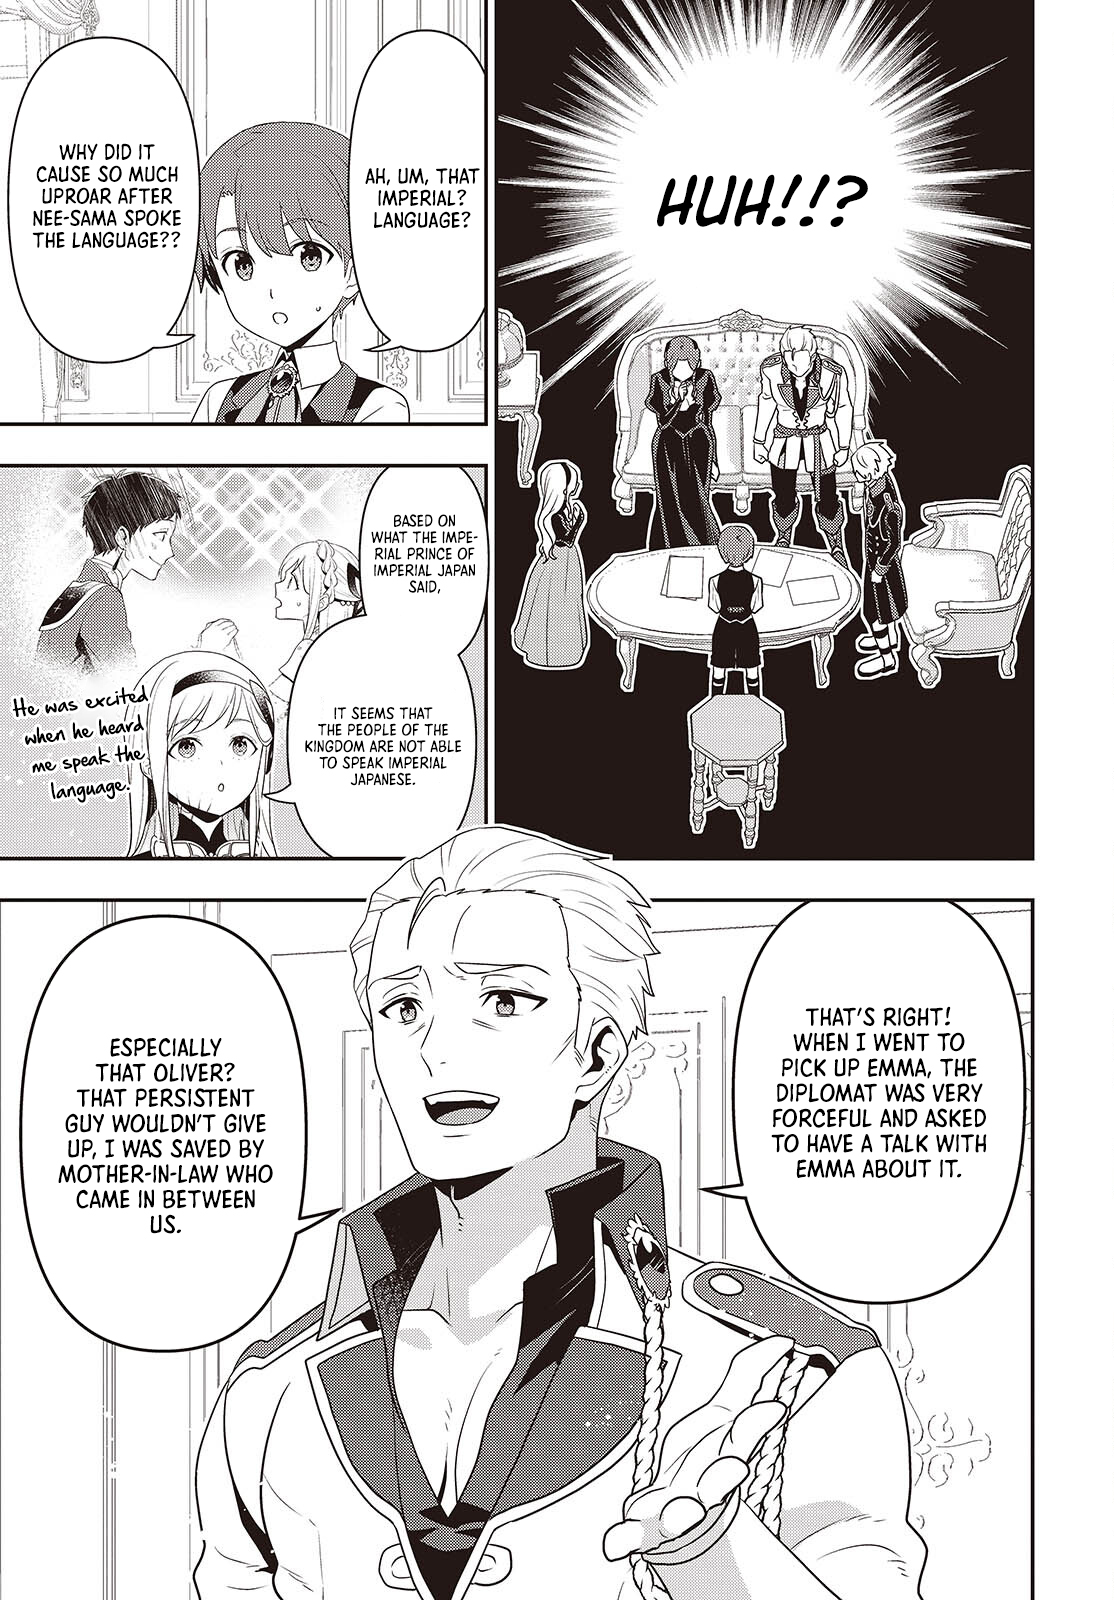 HUH!!?
AH, UM, THAT
IMPERIAL?
LANGUAGE?
WHY DID IT
CAUSE SO MUCH
UPROAR AFTER
NEE-SAMA SPOKE
THE LANGUAGE??
BASED ON
WHAT THE IMPE-
RIAL PRINCE OF
IMPERIAL JAPAN
SAID,
IT SEEMS THAT
THE PEOPLE OF THE
KINGDOM ARE NOT ABLE
TO SPEAK IMPERIAL
JAPANESE.
He was excited
when he heard
me speak the
language.
THAT'S RIGHT!
WHEN I WENT TO
PICK UP EMMA, THE
DIPLOMAT WAS VERY
FORCEFUL AND ASKED
TO HAVE A TALK WITH
EMMA ABOUT IT.
ESPECIALLY
THAT OLIVER?
THAT PERSISTENT
GUY WOULDN'T GIVE
UP, I WAS SAVED BY
MOTHER-IN-LAW WHO
CAME IN BETWEEN
US.